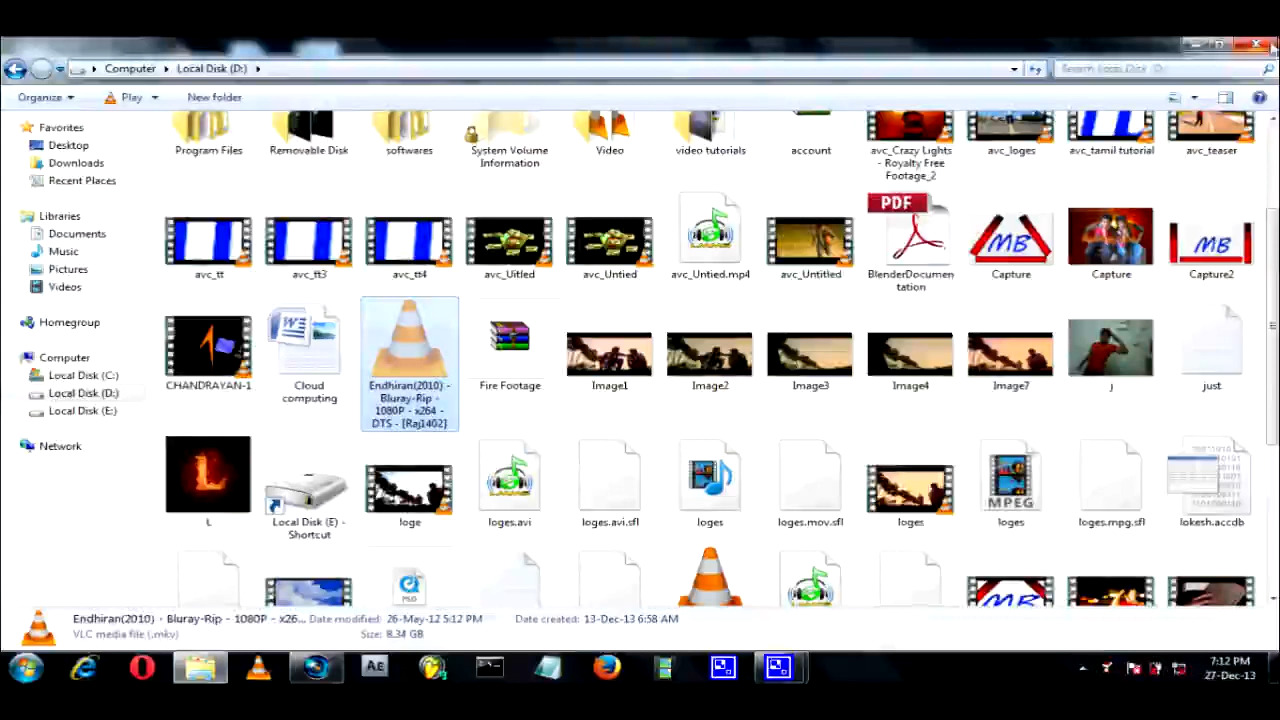 Computer
Local Disk (D:)
Search Local Disk (D:)
Organize
Play
New folder
Favorites
Desktop
Downloads
Recent Places
Libraries
Documents
Music
Pictures
Videos
Homegroup
Computer
Local Disk (C:)
Local Disk (D:)
Local Disk (E:)
Network
Program Files
Removable Disk
softwares
System Volume
Information
Video
video tutorials
account
avc_Crazy Lights
- Royalty Free
Footage_2
avc_loges
avc_tamil tutorial
avc_teaser
avc_tt
avc_tt3
avc_tt4
avc_Uitled
avc_Untied
avc_Untied.mp4
avc_Untitled
PDF
BlenderDocumen
tation
MB
Capture
Capture
MB
Capture2
CHANDRAYAN-1
W
Cloud
computing
Endhiran(2010) -
Bluray-Rip -
1080P - x264 -
DTS - [Raj1402]
Fire Footage
Image1
Image2
Image3
Image4
Image7
j
just
L
L
Local Disk (E) -
Shortcut
loge
loges.avi
loges.avi.sfl
loges
loges.mov.sfl
loges
MPEG
loges
loges.mpg.sfl
lokesh.accdb
MB
Endhiran(2010) - Bluray-Rip - 1080P - x26... Date modified: 26-May-12 5:12 PM Date created: 13-Dec-13 6:58 AM
VLC media file (.mkv) Size: 8.34 GB
Ae
7:12 PM
27-Dec-13